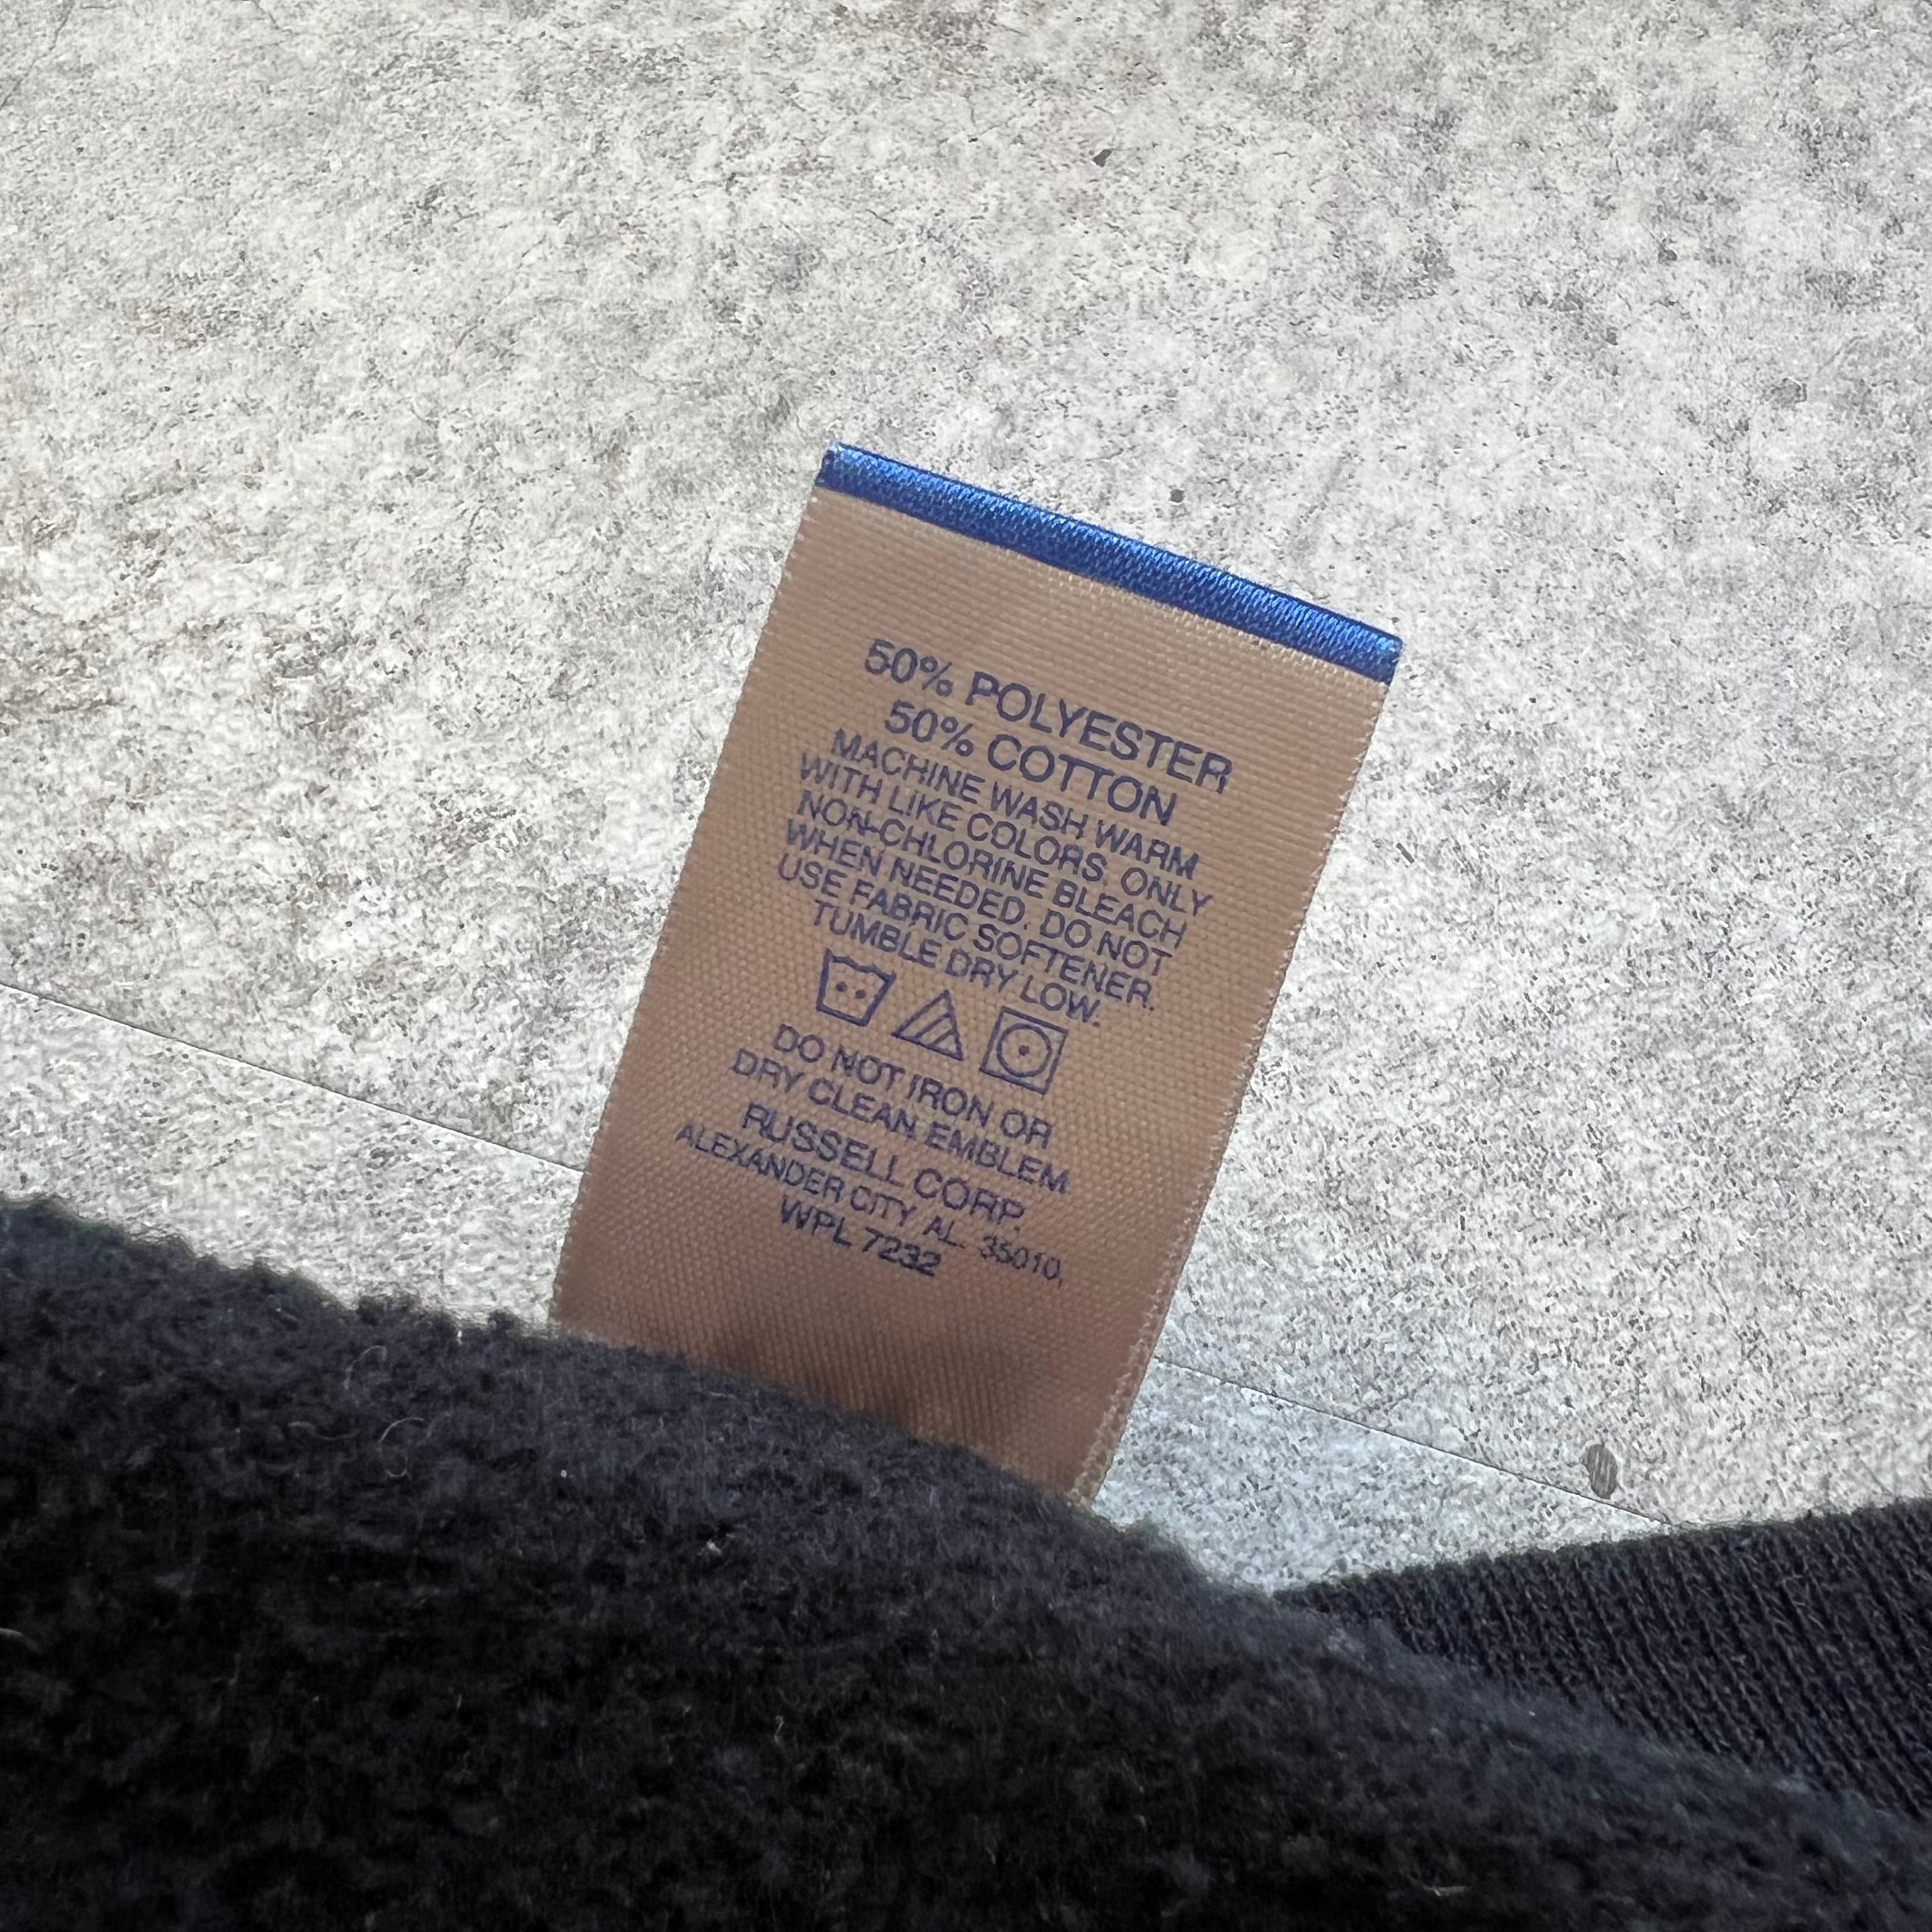 50% POLYESTER
50% COTTON
MACHINE WASH WARM
WITH LIKE COLORS. ONLY
NON-CHLORINE BLEACH
WHEN NEEDED. DO NOT
USE FABRIC SOFTENER.
TUMBLE DRY LOW.
DO NOT IRON OR
DRY CLEAN EMBLEM
RUSSELL CORP.
ALEXANDER CITY AL. 35010,
WPL 7232